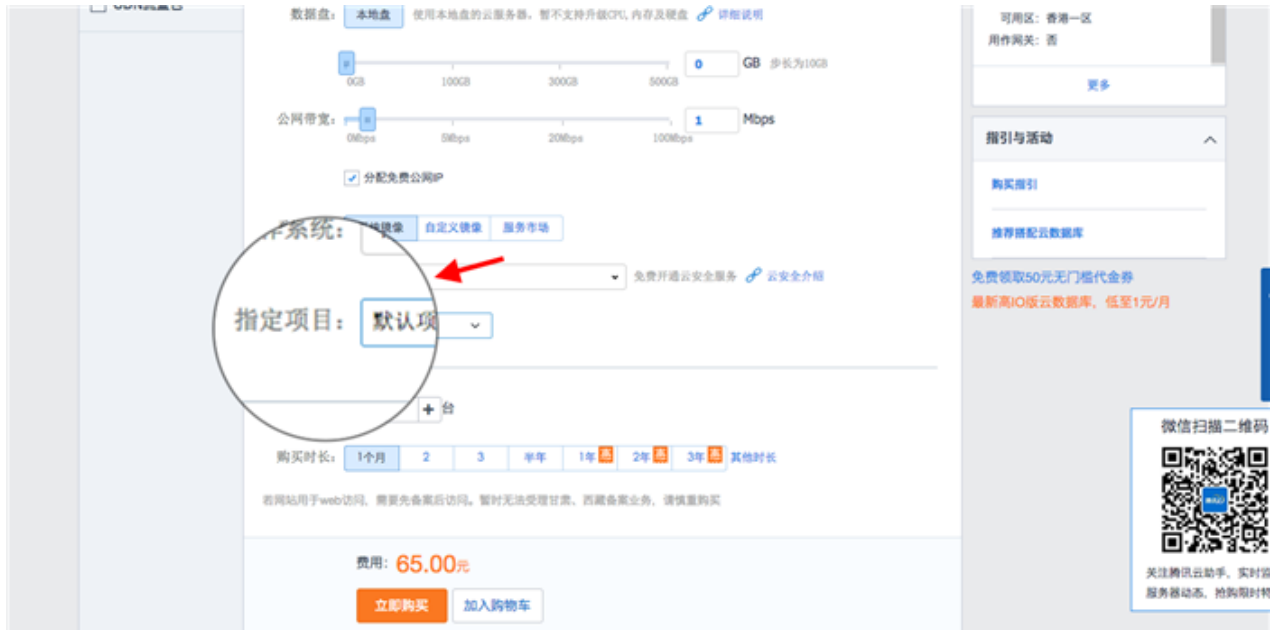 数据盘： 本地盘 使用本地盘的云服务器，暂不支持升级CPU,内存及硬盘 详细说明
0 GB 步长为10GB
0GB 100GB 300GB 500GB
公网带宽： 1 Mbps
0Mbps 5Mbps 20Mbps 100Mbps
分配免费公网IP
作系统： 镜像 自定义镜像 服务市场
免费开通云安全服务 云安全介绍
指定项目： 默认项
+ 台
购买时长： 1个月 2 3 半年 1年惠 2年惠 3年惠 其他时长
若网站用于web访问，需要先备案后访问。暂时无法受理甘肃、西藏备案业务，请慎重购买
费用： 65.00元
立即购买 加入购物车
可用区：香港一区
用作网关：否
更多
指引与活动
购买指引
推荐搭配云数据库
免费领取50元无门槛代金券
最新高IO版云数据库，低至1元/月
微信扫描二维码
关注腾讯云助手，实时
服务器动态，抢购限时特